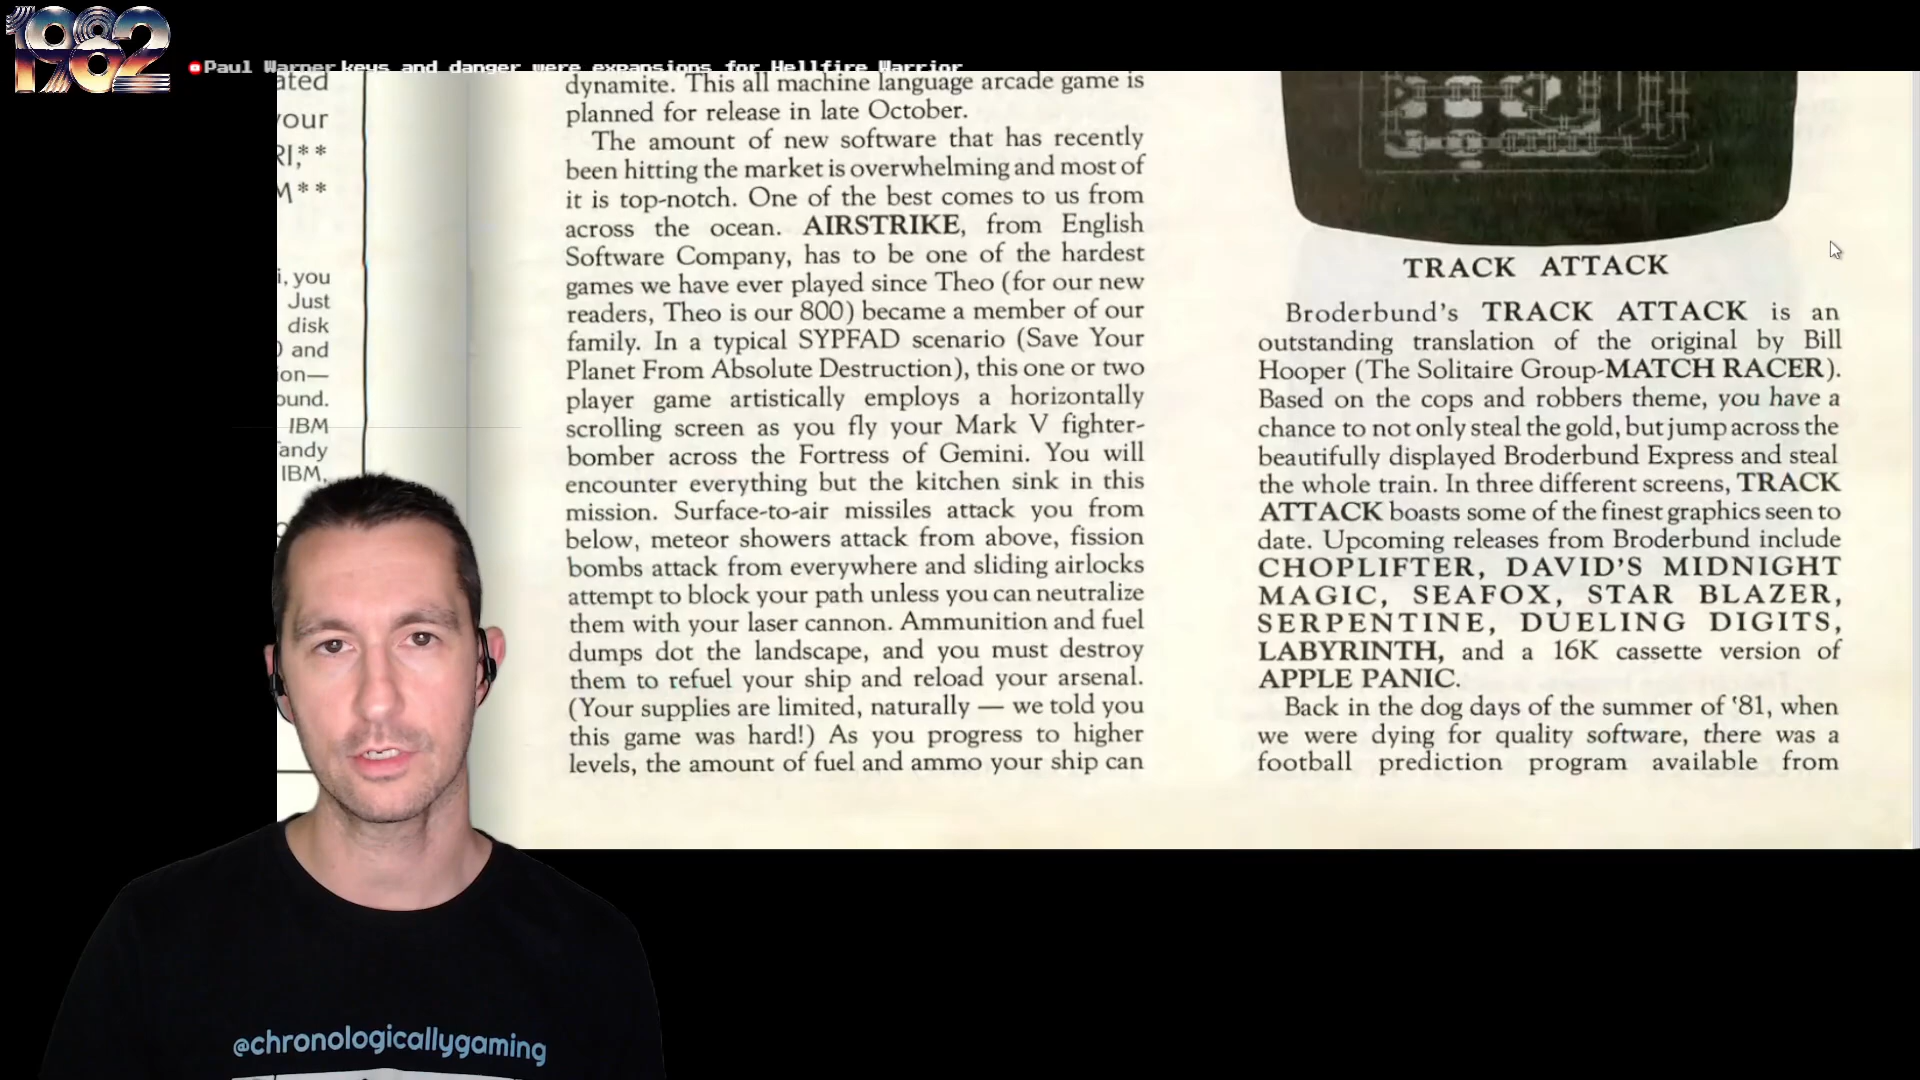 1982
Paul Warner keys and danger were expansions for Hellfire Warrior
ated
your
RI,**
M**
i, you
Just
disk
) and
ion—
ound.
IBM
Tandy
IBM,
dynamite. This all machine language arcade game is
planned for release in late October.
The amount of new software that has recently
been hitting the market is overwhelming and most of
it is top-notch. One of the best comes to us from
across the ocean. AIRSTRIKE, from English
Software Company, has to be one of the hardest
games we have ever played since Theo (for our new
readers, Theo is our 800) became a member of our
family. In a typical SYPFAD scenario (Save Your
Planet From Absolute Destruction), this one or two
player game artistically employs a horizontally
scrolling screen as you fly your Mark V fighter-
bomber across the Fortress of Gemini. You will
encounter everything but the kitchen sink in this
mission. Surface-to-air missiles attack you from
below, meteor showers attack from above, fission
bombs attack from everywhere and sliding airlocks
attempt to block your path unless you can neutralize
them with your laser cannon. Ammunition and fuel
dumps dot the landscape, and you must destroy
them to refuel your ship and reload your arsenal.
(Your supplies are limited, naturally — we told you
this game was hard!) As you progress to higher
levels, the amount of fuel and ammo your ship can
TRACK ATTACK
Broderbund's TRACK ATTACK is an
outstanding translation of the original by Bill
Hooper (The Solitaire Group-MATCH RACER).
Based on the cops and robbers theme, you have a
chance to not only steal the gold, but jump across the
beautifully displayed Broderbund Express and steal
the whole train. In three different screens, TRACK
ATTACK boasts some of the finest graphics seen to
date. Upcoming releases from Broderbund include
CHOPLIFTER, DAVID'S MIDNIGHT
MAGIC, SEAFOX, STAR BLAZER,
SERPENTINE, DUELING DIGITS,
LABYRINTH, and a 16K cassette version of
APPLE PANIC.
Back in the dog days of the summer of '81, when
we were dying for quality software, there was a
football prediction program available from
@chronologicallygaming